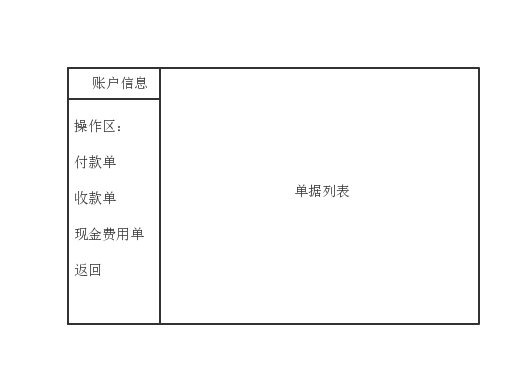 账户信息
操作区：
付款单
收款单
现金费用单
返回
单据列表